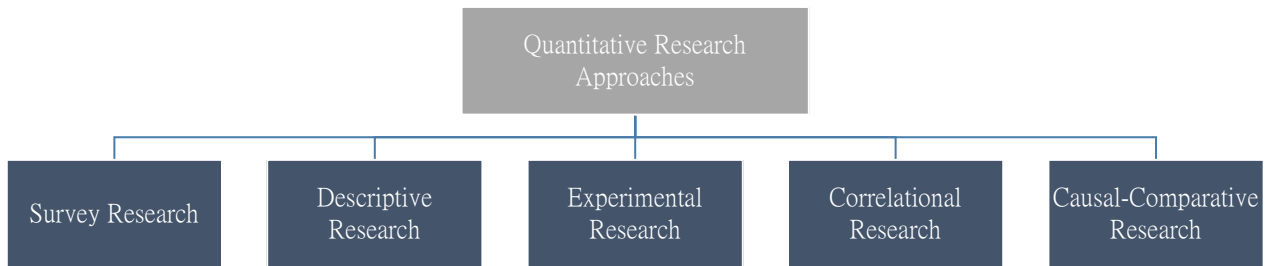 Quantitative Research
Approaches
Survey Research
Descriptive
Research
Experimental
Research
Correlational
Research
Causal-Comparative
Research